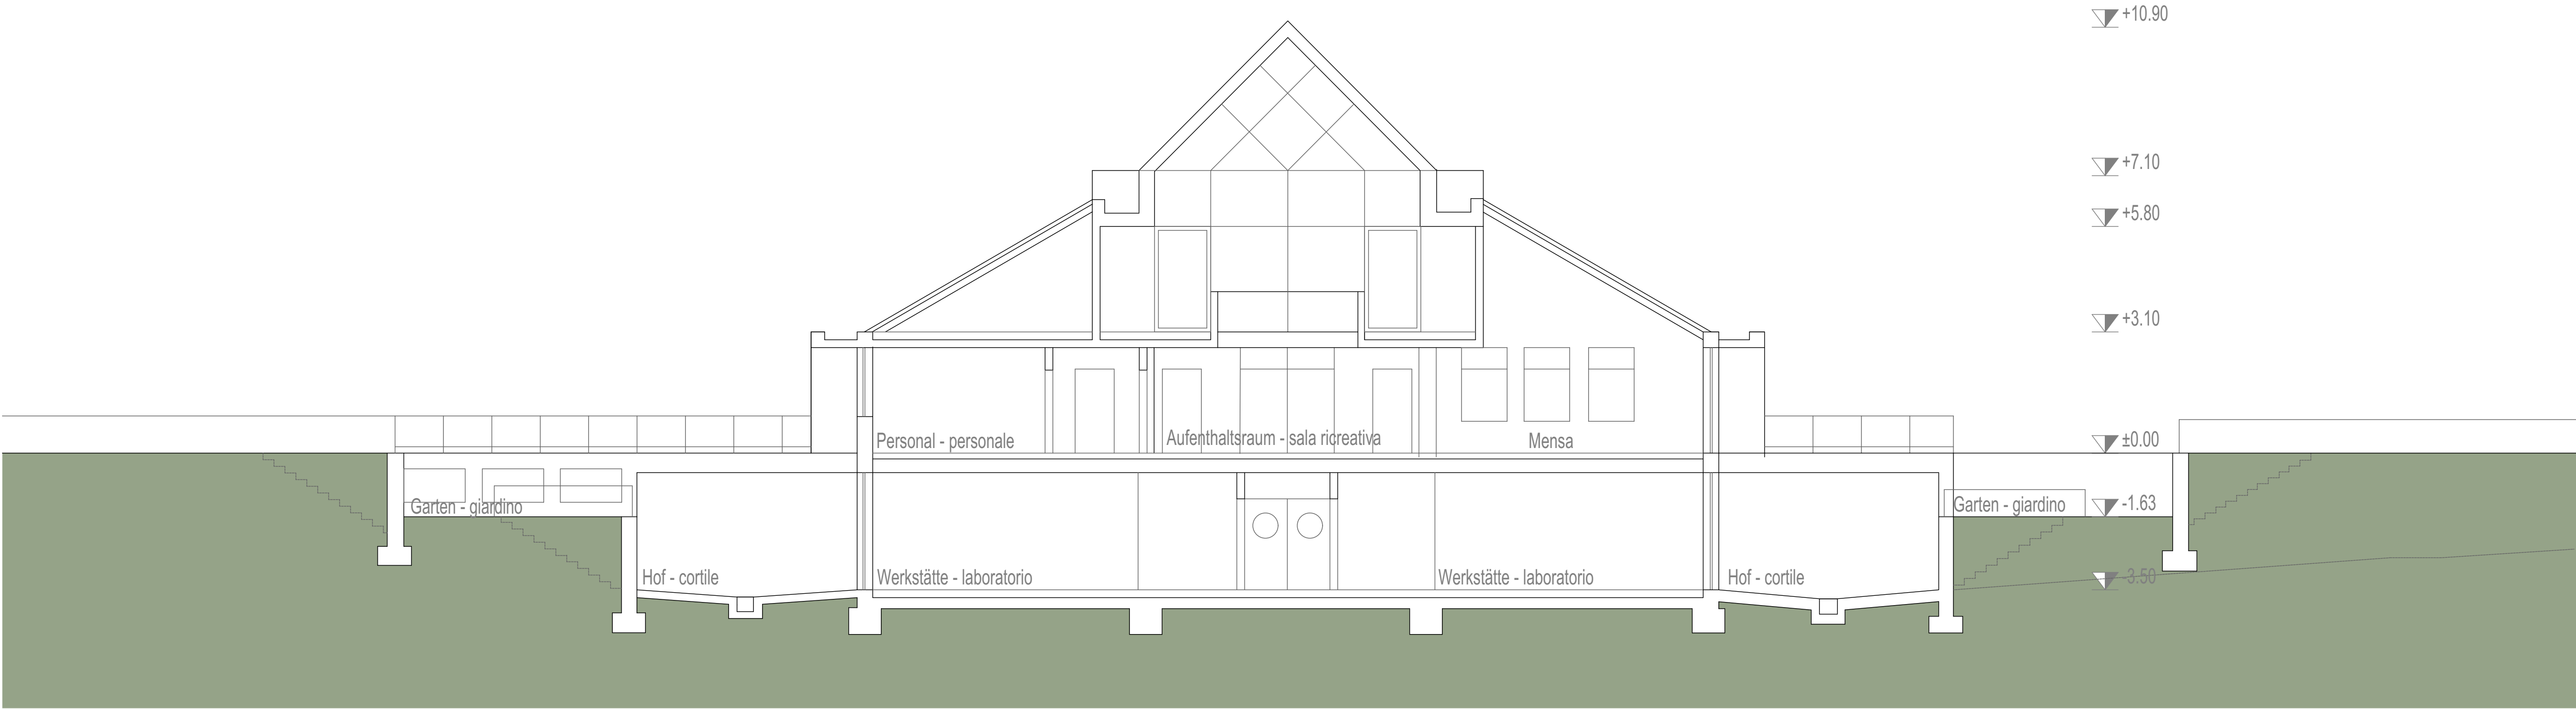 +10.90
+7.10
+5.80
+3.10
±0.00
Personal - personale
Aufenthaltsraum - sala ricreativa
Mensa
Garten - giardino
Garten - giardino
-1.63
Hof - cortile
Werkstätte - laboratorio
Werkstätte - laboratorio
Hof - cortile
-3.50